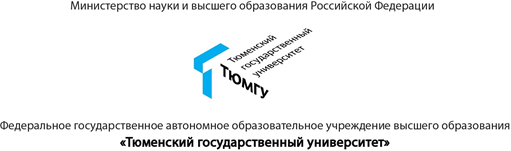 Министерство науки и высшего образования Российской Федерации
Тюменский
государственный
университет
ТЮМГУ
Федеральное государственное автономное образовательное учреждение высшего образования
«Тюменский государственный университет»